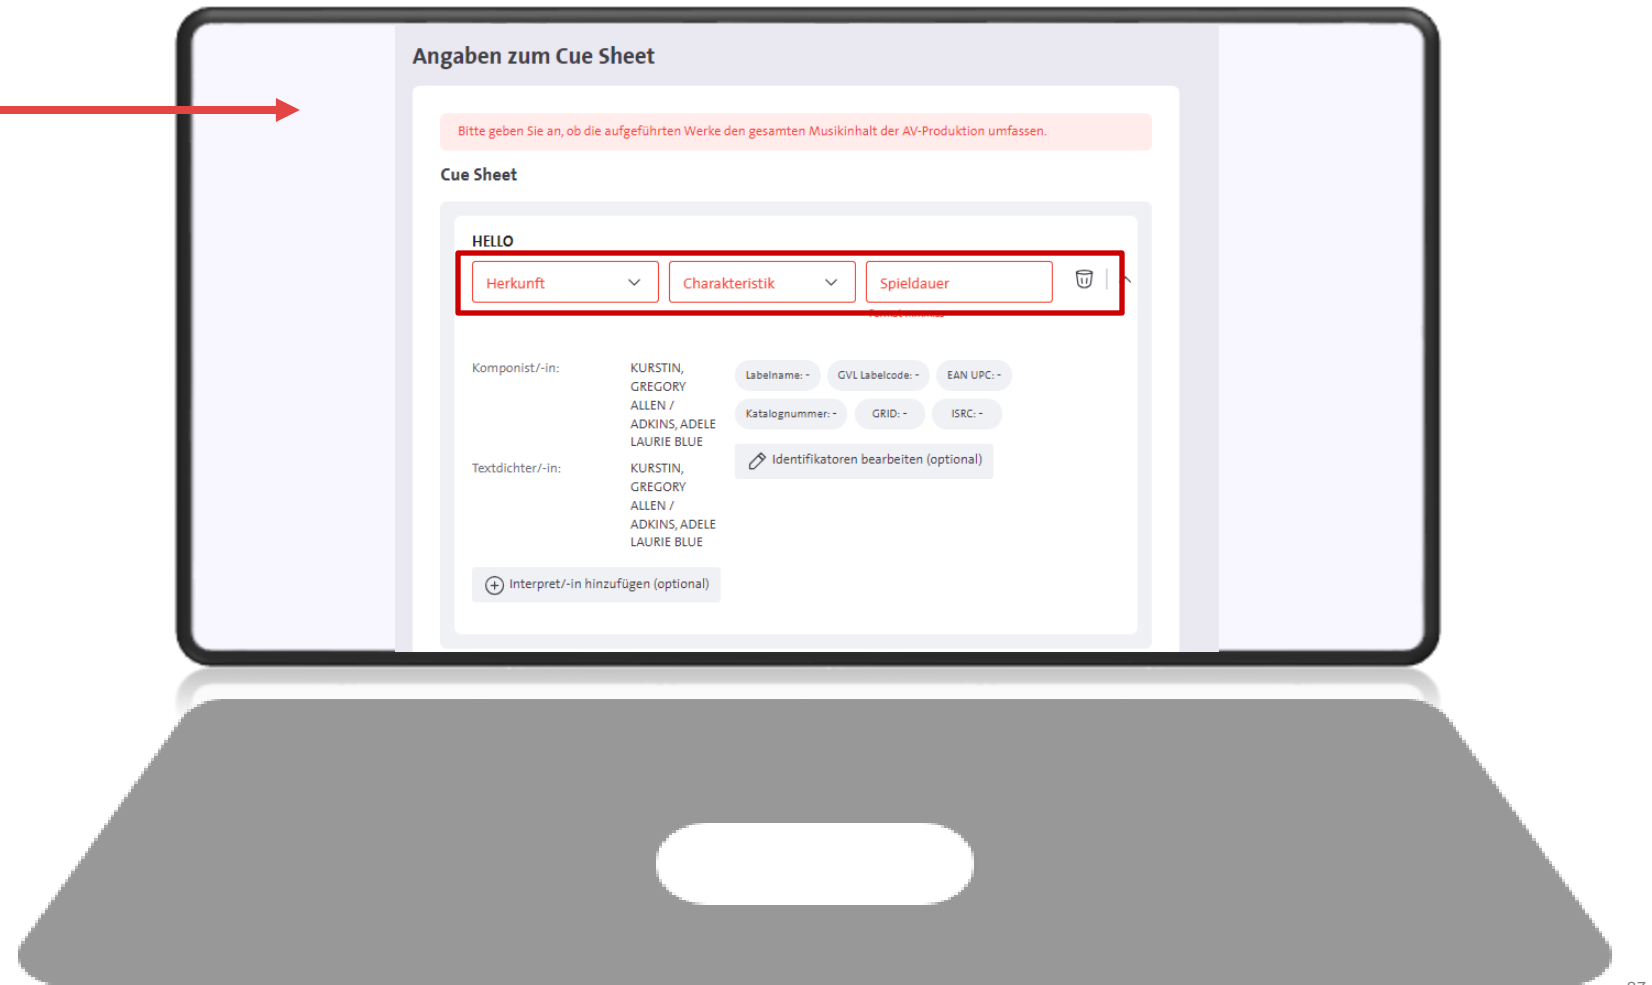 Angaben zum Cue Sheet
Bitte geben Sie an, ob die aufgeführten Werke den gesamten Musikinhalt der AV-Produktion umfassen.
Cue Sheet
HELLO
Herkunft
Charakteristik
Spieldauer
Komponist/-in:
KURSTIN,
GREGORY
ALLEN /
ADKINS, ADELE
LAURIE BLUE
Labelname: -
GVL Labelcode: -
EAN UPC: -
Katalognummer: -
GRID: -
ISRC: -
Identifikatoren bearbeiten (optional)
Textdichter/-in:
KURSTIN,
GREGORY
ALLEN /
ADKINS, ADELE
LAURIE BLUE
Interpret/-in hinzufügen (optional)